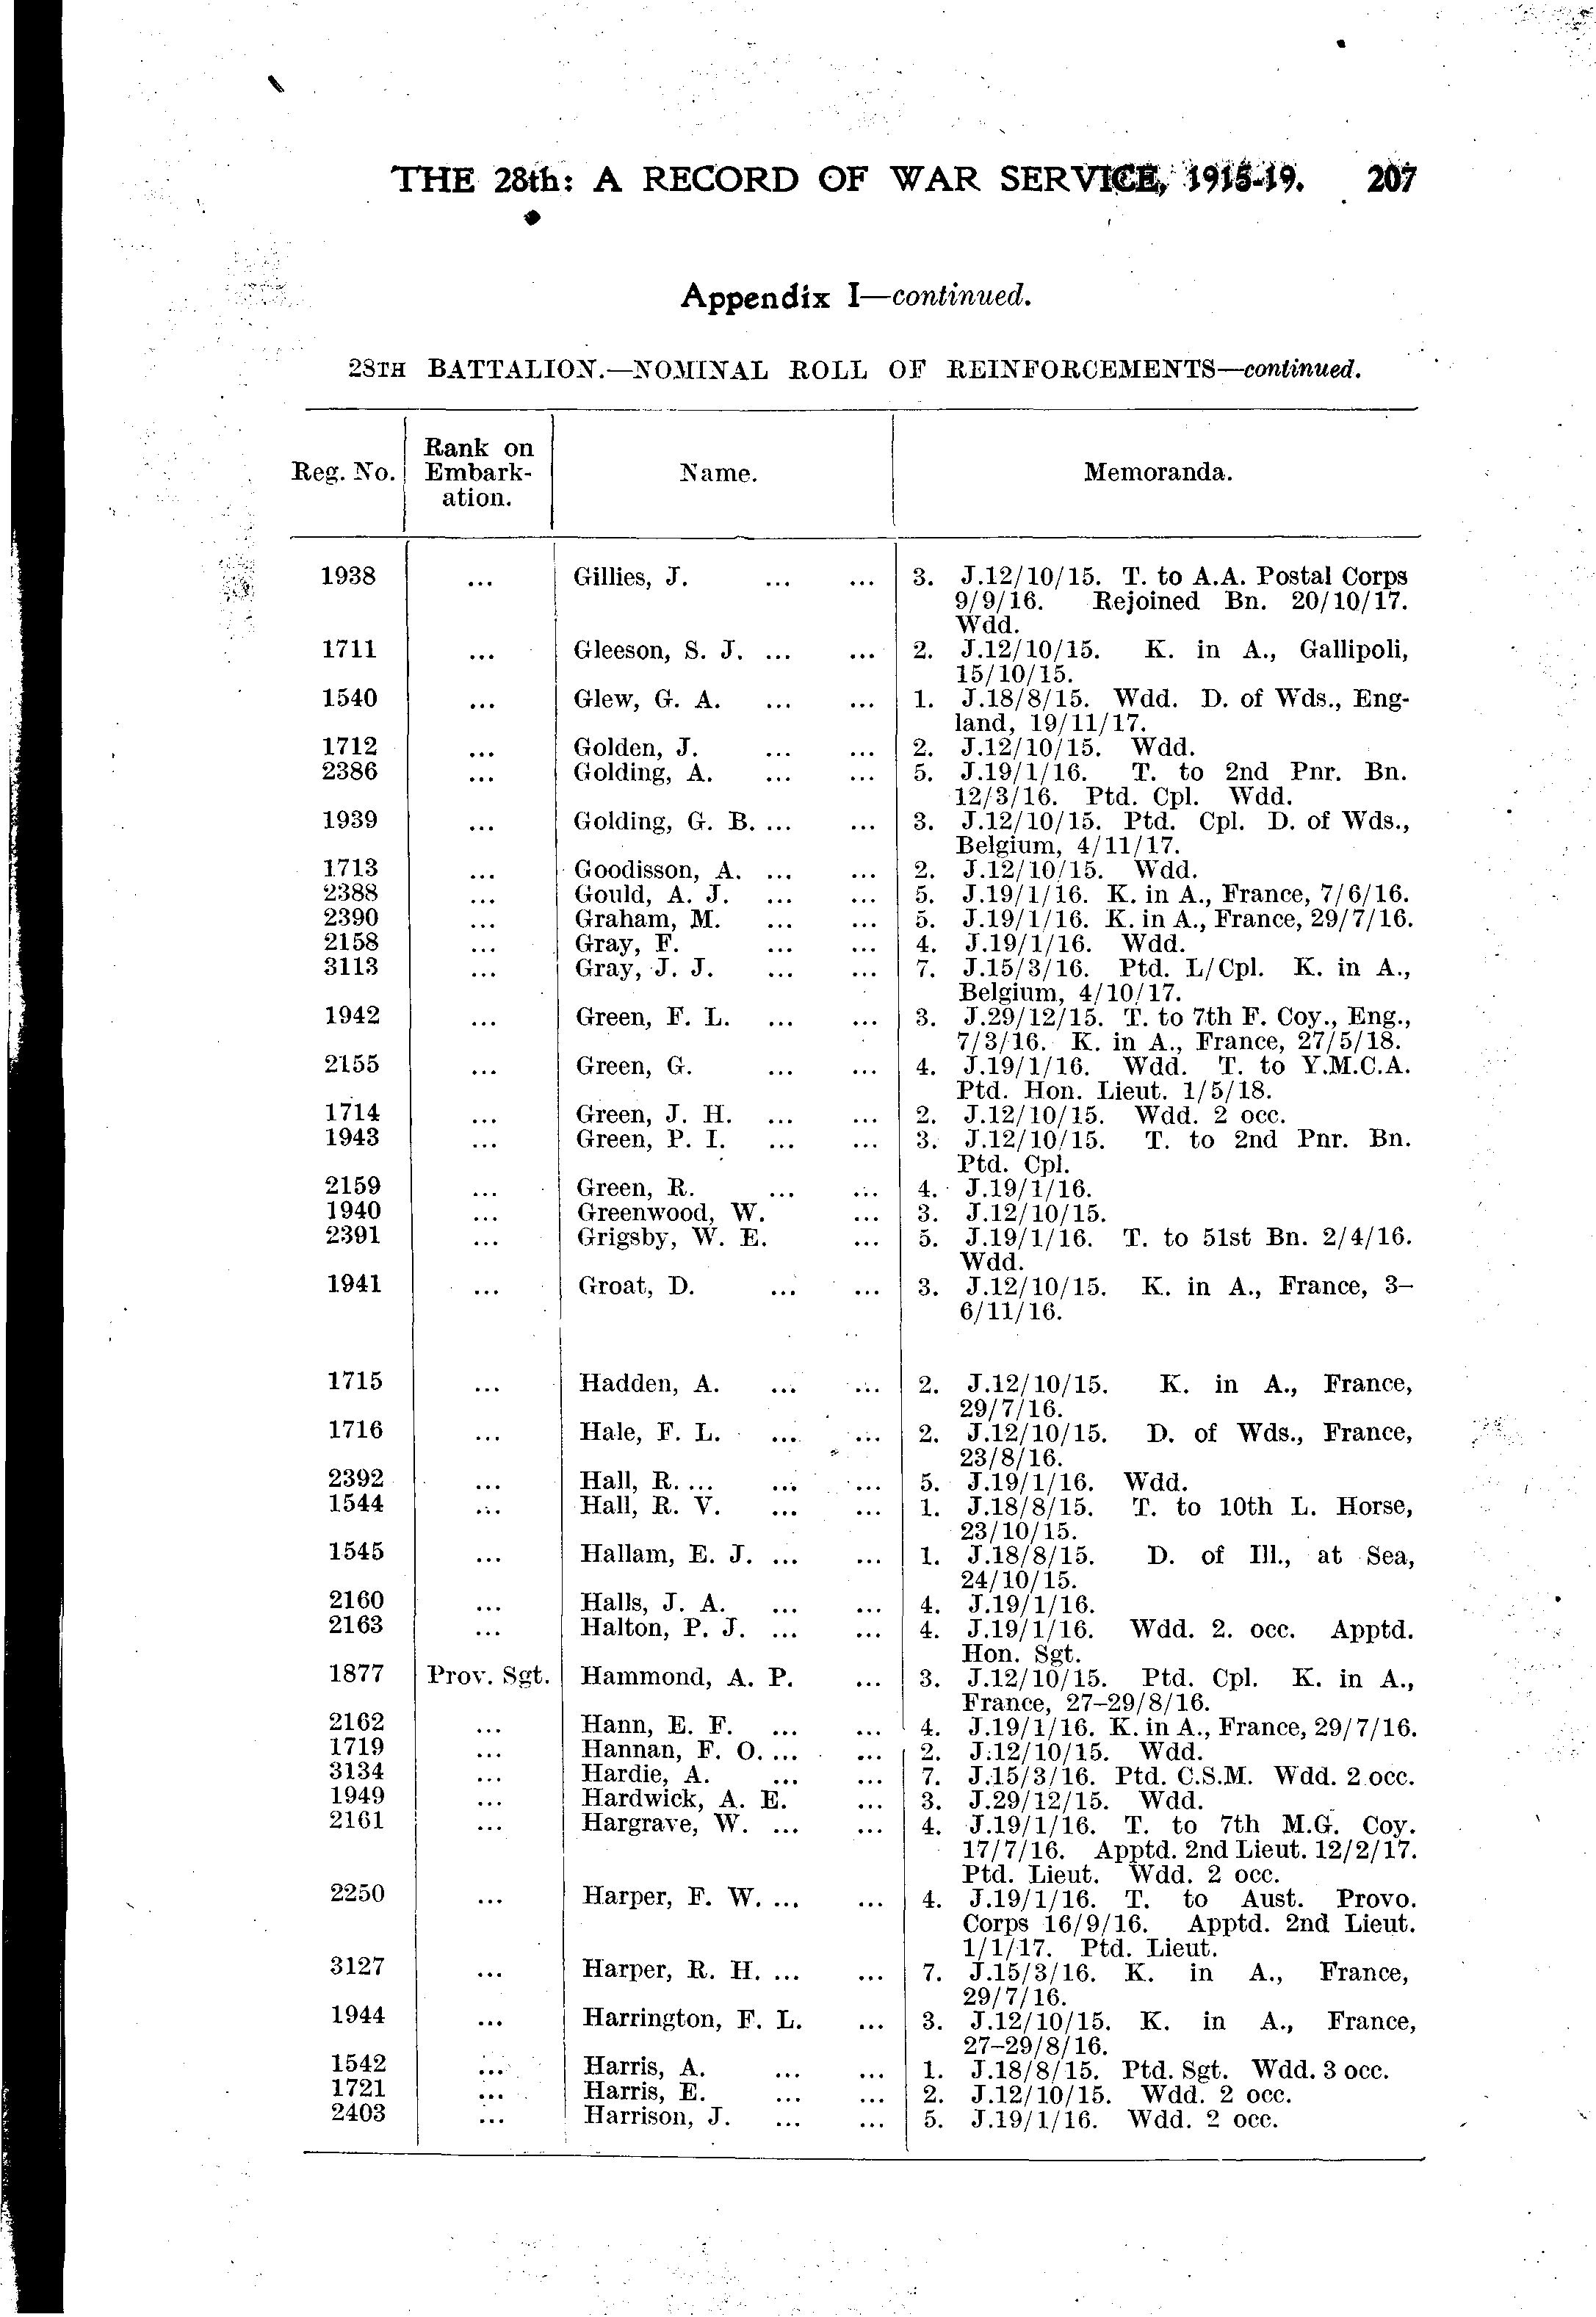 THE 28th: A RECORD OF WAR SERVICE, 1915-19. 207
Appendix I—continued.
28TH BATTALION.—NOMINAL ROLL OF REINFORCEMENTS—continued.
Reg. No. Rank on Embark-ation. Name. Memoranda.
1938 ... Gillies, J. ... ... 3. J.12/10/15. T. to A.A. Postal Corps
9/9/16. Rejoined Bn. 20/10/17.
Wdd.
1711 ... Gleeson, S. J. ... ... 2. J.12/10/15. K. in A., Gallipoli,
15/10/15.
1540 ... Glew, G. A. ... ... 1. J.18/8/15. Wdd. D. of Wds., Eng-
land, 19/11/17.
1712 ... Golden, J. ... ... 2. J.12/10/15. Wdd.
2386 ... Golding, A. ... ... 5. J.19/1/16. T. to 2nd Pnr. Bn.
12/3/16. Ptd. Cpl. Wdd.
1939 ... Golding, G. B. ... ... 3. J.12/10/15. Ptd. Cpl. D. of Wds.,
Belgium, 4/11/17.
1713 ... Goodisson, A. ... ... 2. J.12/10/15. Wdd.
2388 ... Gould, A. J. ... ... 5. J.19/1/16. K. in A., France, 7/6/16.
2390 ... Graham, M. ... ... 5. J.19/1/16. K. in A., France, 29/7/16.
2158 ... Gray, F. ... ... 4. J.19/1/16. Wdd.
3113 ... Gray, J. J. ... ... 7. J.15/3/16. Ptd. L/Cpl. K. in A.,
Belgium, 4/10/17.
1942 ... Green, F. L. ... ... 3. J.29/12/15. T. to 7th F. Coy., Eng.,
7/3/16. K. in A., France, 27/5/18.
2155 ... Green, G. ... ... 4. J.19/1/16. Wdd. T. to Y.M.C.A.
Ptd. Hon. Lieut. 1/5/18.
1714 ... Green, J. H. ... ... 2. J.12/10/15. Wdd. 2 occ.
1943 ... Green, P. I. ... ... 3. J.12/10/15. T. to 2nd Pnr. Bn.
Ptd. Cpl.
2159 ... Green, R. ... ... 4. J.19/1/16.
1940 ... Greenwood, W. ... 3. J.12/10/15.
2391 ... Grigsby, W. E. ... 5. J.19/1/16. T. to 51st Bn. 2/4/16.
Wdd.
1941 ... Groat, D. ... ... 3. J.12/10/15. K. in A., France, 3–
6/11/16.
1715 ... Hadden, A. ... ... 2. J.12/10/15. K. in A., France,
29/7/16.
1716 ... Hale, F. L. ... ... 2. J.12/10/15. D. of Wds., France,
23/8/16.
2392 ... Hall, R. ... ... ... 5. J.19/1/16. Wdd.
1544 ... Hall, R. V. ... ... 1. J.18/8/15. T. to 10th L. Horse,
23/10/15.
1545 ... Hallam, E. J. ... ... 1. J.18/8/15. D. of Ill., at Sea,
24/10/15.
2160 ... Halls, J. A. ... ... 4. J.19/1/16.
2163 ... Halton, P. J. ... ... 4. J.19/1/16. Wdd. 2. occ. Apptd.
Hon. Sgt.
1877 Prov. Sgt. Hammond, A. P. ... 3. J.12/10/15. Ptd. Cpl. K. in A.,
France, 27–29/8/16.
2162 ... Hann, E. F. ... ... 4. J.19/1/16. K. in A., France, 29/7/16.
1719 ... Hannan, F. O. ... ... 2. J.12/10/15. Wdd.
3134 ... Hardie, A. ... ... 7. J.15/3/16. Ptd. C.S.M. Wdd. 2 occ.
1949 ... Hardwick, A. E. ... 3. J.29/12/15. Wdd.
2161 ... Hargrave, W. ... ... 4. J.19/1/16. T. to 7th M.G. Coy.
17/7/16. Apptd. 2nd Lieut. 12/2/17.
Ptd. Lieut. Wdd. 2 occ.
2250 ... Harper, F. W. ... ... 4. J.19/1/16. T. to Aust. Provo.
Corps 16/9/16. Apptd. 2nd Lieut.
1/1/17. Ptd. Lieut.
3127 ... Harper, R. H. ... ... 7. J.15/3/16. K. in A., France,
29/7/16.
1944 ... Harrington, F. L. ... 3. J.12/10/15. K. in A., France,
27–29/8/16.
1542 ... Harris, A. ... ... 1. J.18/8/15. Ptd. Sgt. Wdd. 3 occ.
1721 ... Harris, E. ... ... 2. J.12/10/15. Wdd. 2 occ.
2403 ... Harrison, J. ... ... 5. J.19/1/16. Wdd. 2 occ.